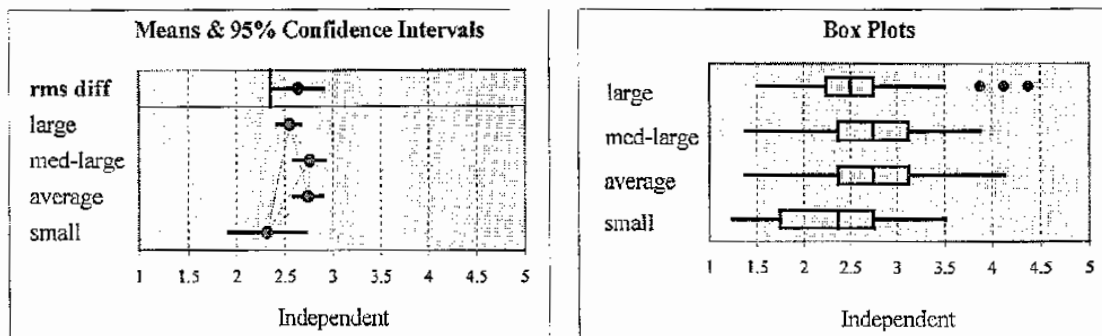 Means & 95% Confidence Intervals
rms diff
large
med-large
average
small
1 1.5 2 2.5 3 3.5 4 4.5 5
Independent
Box Plots
large
med-large
average
small
1 1.5 2 2.5 3 3.5 4 4.5 5
Independent